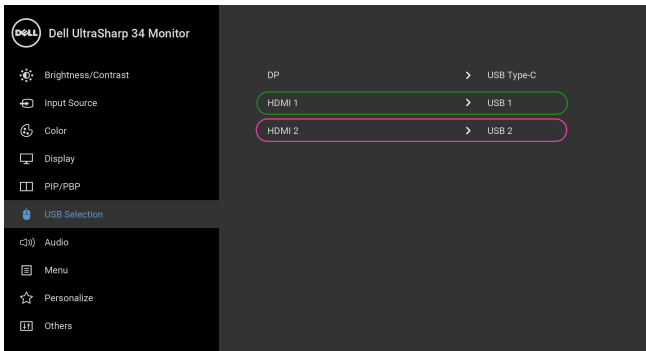 DELL Dell UltraSharp 34 Monitor
Brightness/Contrast
DP > USB Type-C
Input Source
HDMI 1 > USB 1
Color
HDMI 2 > USB 2
Display
PIP/PBP
USB Selection
Audio
Menu
Personalize
Others